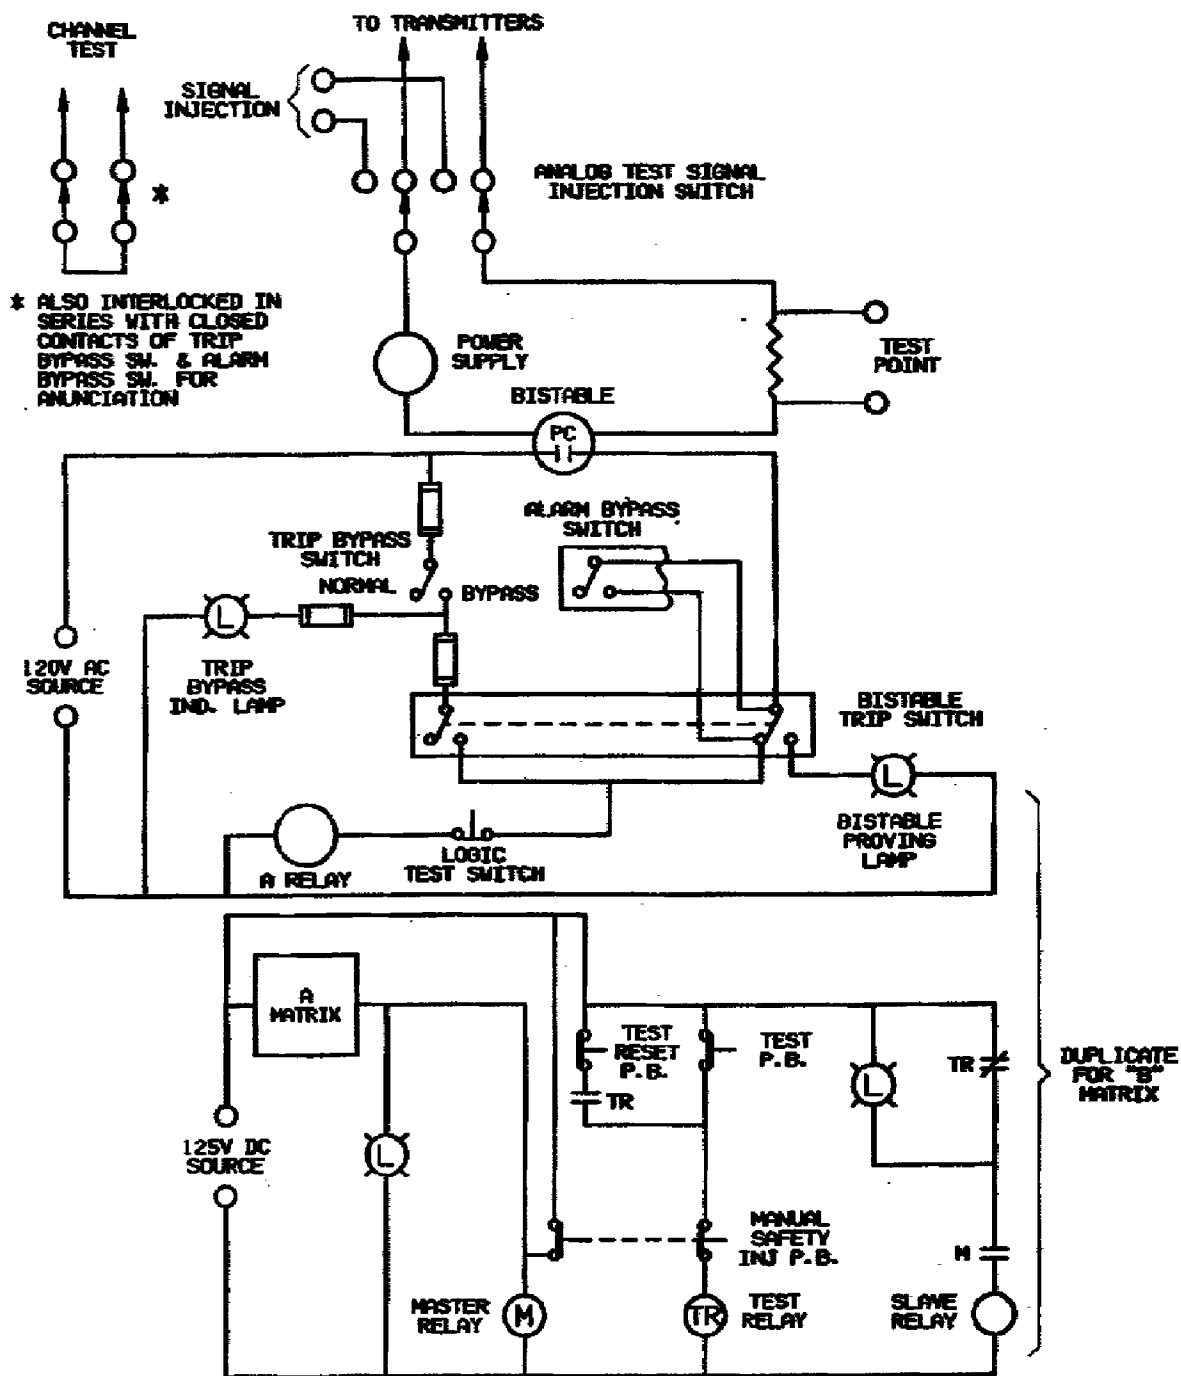 CHANNEL
TEST
TO TRANSMITTERS
SIGNAL
INJECTION
*
ANALOG TEST SIGNAL
INJECTION SWITCH
* ALSO INTERLOCKED IN
SERIES WITH CLOSED
CONTACTS OF TRIP
BYPASS SW. & ALARM
BYPASS SW. FOR
ANUNCIATION
POWER
SUPPLY
TEST
POINT
BISTABLE
PC
ALARM BYPASS
SWITCH
TRIP BYPASS
SWITCH
NORMAL
BYPASS
L
120V AC
SOURCE
TRIP
BYPASS
IND. LAMP
BISTABLE
TRIP SWITCH
L
BISTABLE
PROVING
LAMP
A RELAY
LOGIC
TEST SWITCH
A
MATRIX
TEST
RESET
P.B.
TEST
P.B.
TR
TR
L
DUPLICATE
FOR "B"
MATRIX
125V DC
SOURCE
L
MANUAL
SAFETY
INJ P.B.
M
MASTER
RELAY
M
TR
TEST
RELAY
SLAVE
RELAY